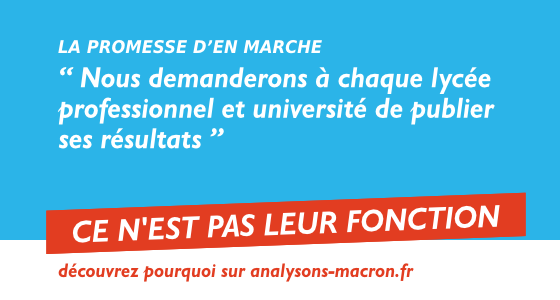 LA PROMESSE D’EN MARCHE
“ Nous demanderons à chaque lycée
professionnel et université de publier
ses résultats ”
CE N'EST PAS LEUR FONCTION
découvrez pourquoi sur analysons-macron.fr